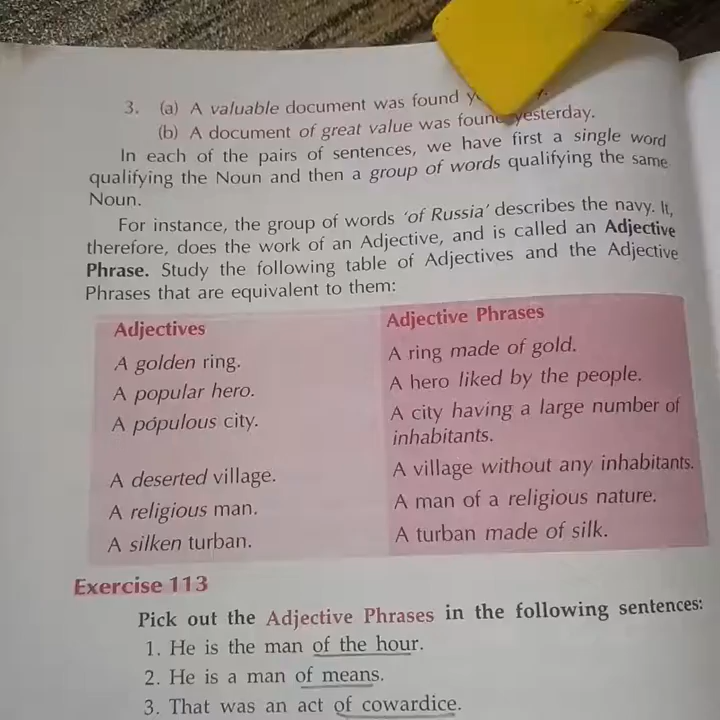 3. (a) A valuable document was found
(b) A document of great value was found yesterday.
In each of the pairs of sentences, we have first a single word
qualifying the Noun and then a group of words qualifying the same
Noun.
For instance, the group of words ‘of Russia’ describes the navy. It,
therefore, does the work of an Adjective, and is called an Adjective
Phrase. Study the following table of Adjectives and the Adjective
Phrases that are equivalent to them:
Adjectives
A golden ring.
A popular hero.
A pópulous city.
A deserted village.
A religious man.
A silken turban.
Adjective Phrases
A ring made of gold.
A hero liked by the people.
A city having a large number of
inhabitants.
A village without any inhabitants.
A man of a religious nature.
A turban made of silk.
Exercise 113
Pick out the Adjective Phrases in the following sentences:
1. He is the man of the hour.
2. He is a man of means.
3. That was an act of cowardice.